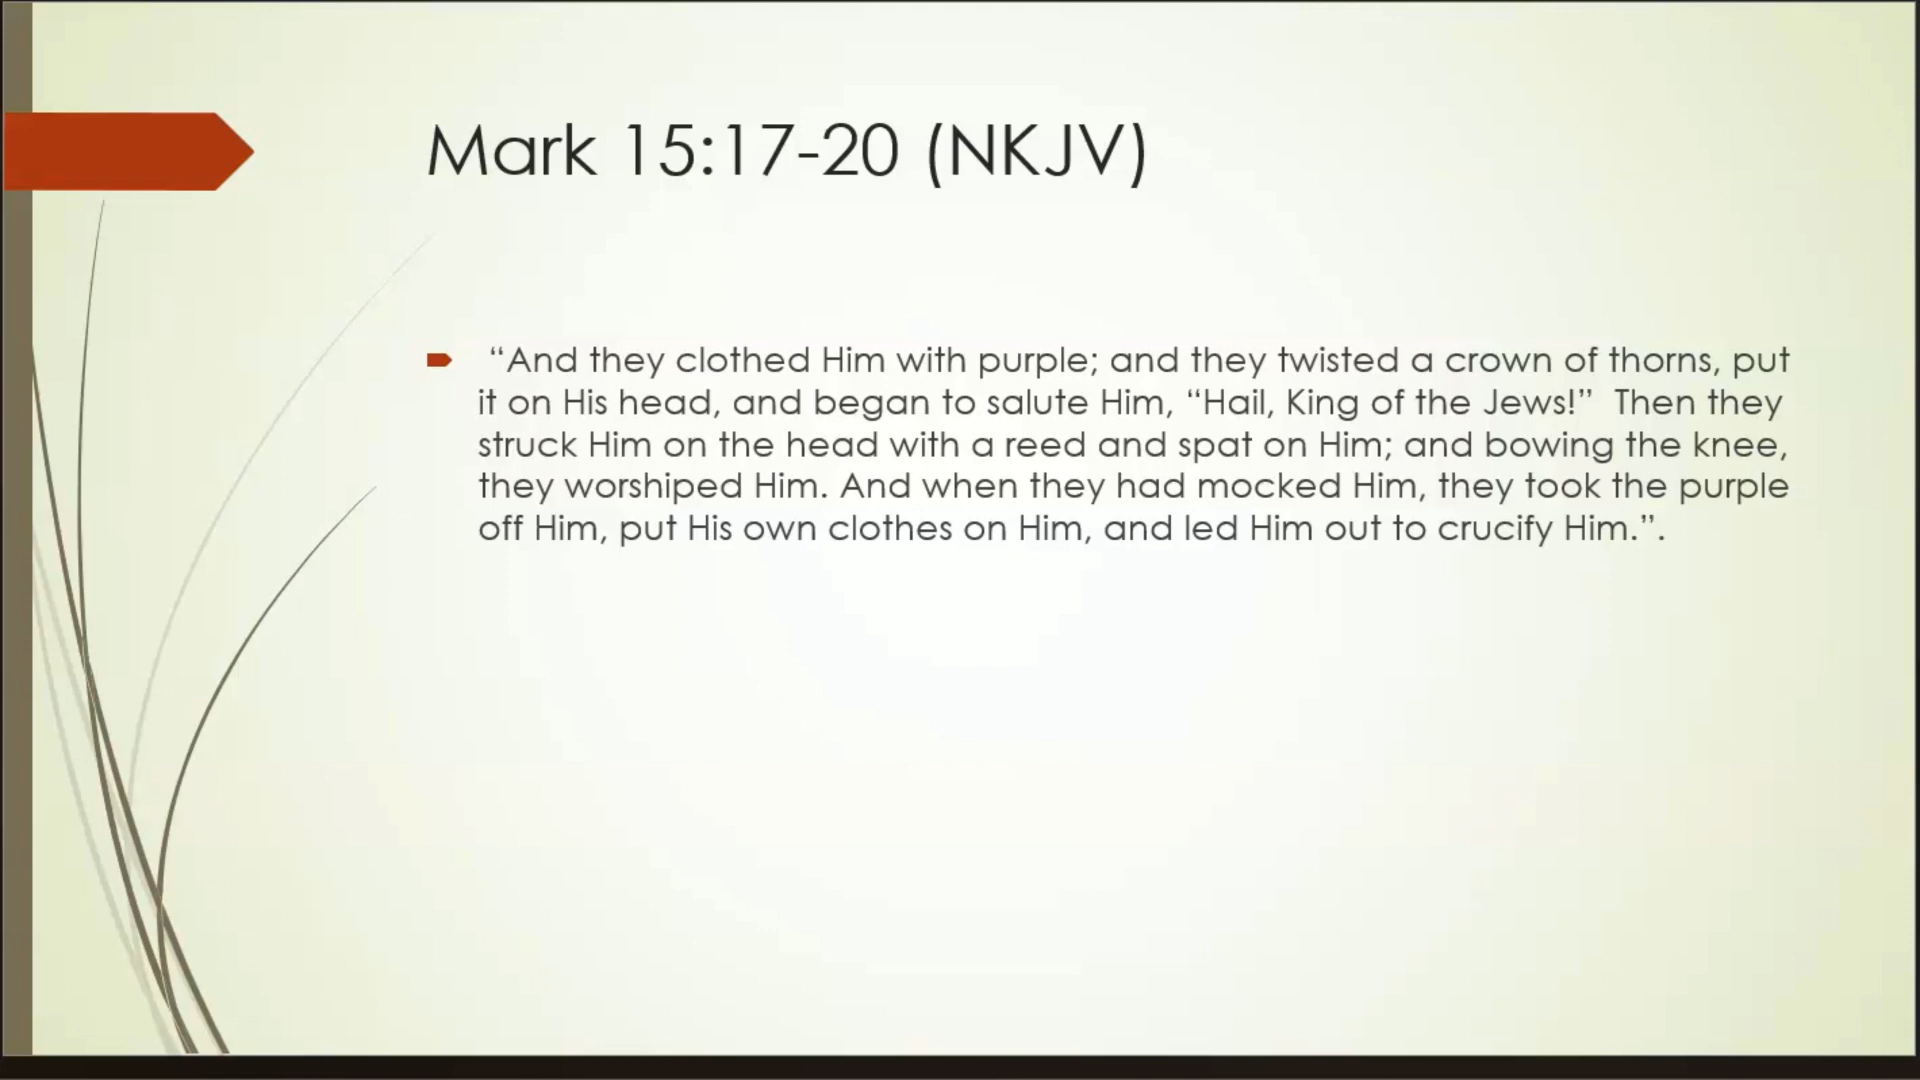 Mark 15:17-20 (NKJV)
“And they clothed Him with purple; and they twisted a crown of thorns, put
it on His head, and began to salute Him, “Hail, King of the Jews!”  Then they
struck Him on the head with a reed and spat on Him; and bowing the knee,
they worshiped Him. And when they had mocked Him, they took the purple
off Him, put His own clothes on Him, and led Him out to crucify Him.”.